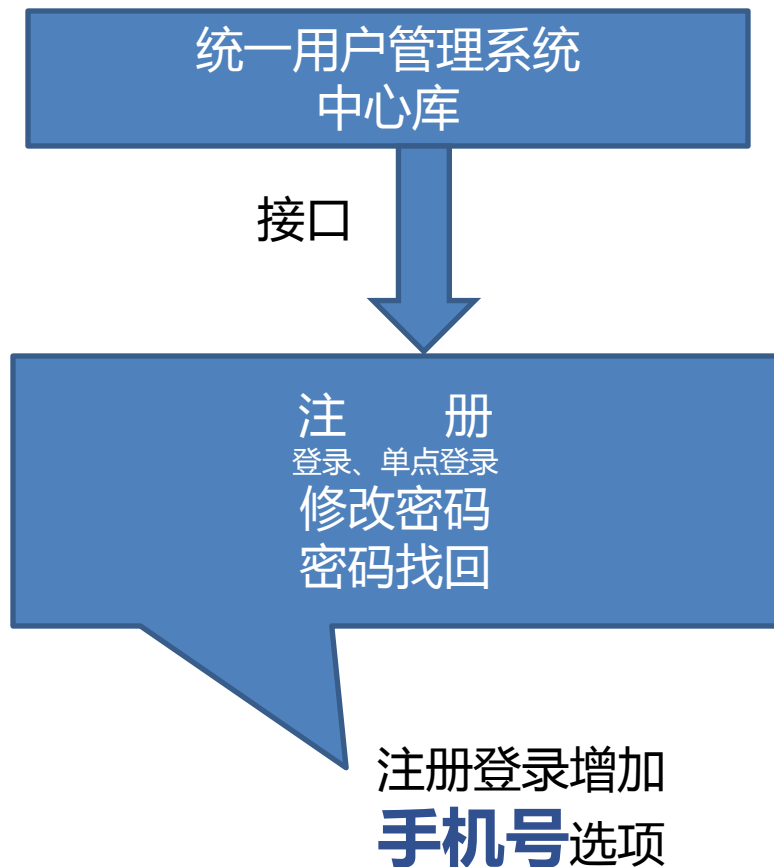 统一用户管理系统
中心库
接口
注 册
登录、单点登录
修改密码
密码找回
注册登录增加
手机号选项